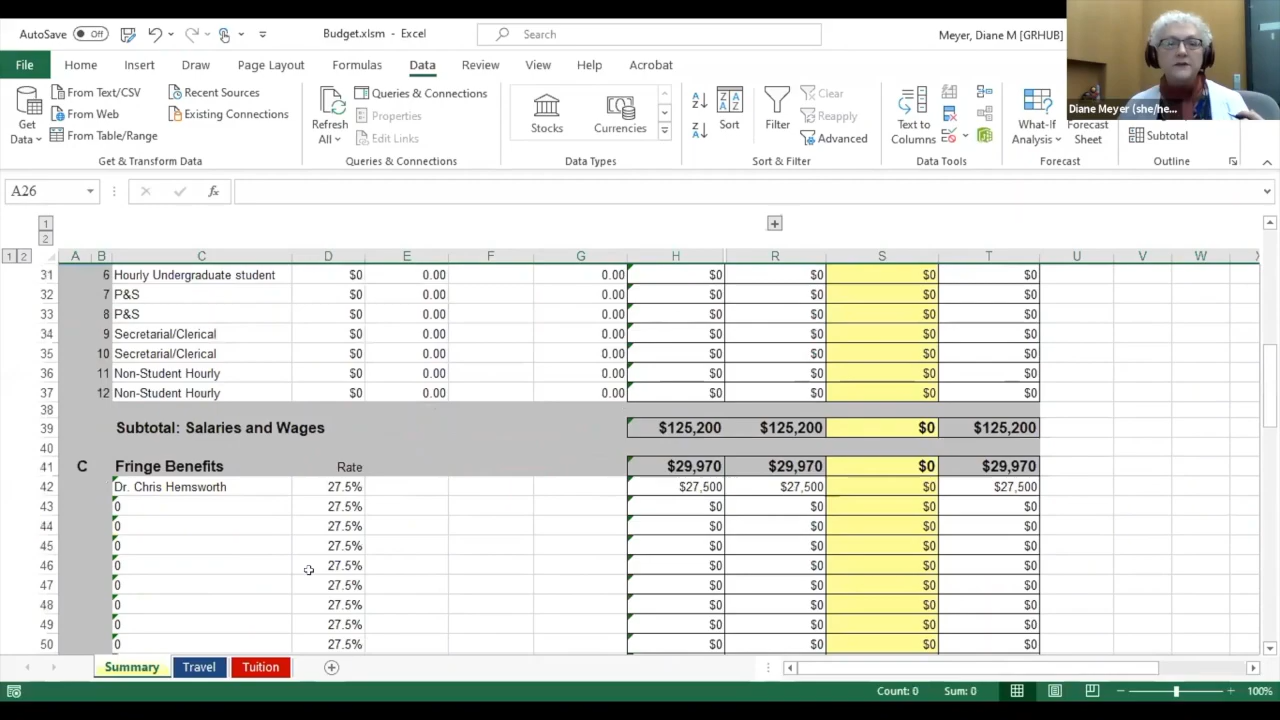 AutoSave Off Budget.xlsm - Excel Search Meyer, Diane M [GRHUB]
File Home Insert Draw Page Layout Formulas Data Review View Help Acrobat
Diane Meyer (she/he...
Get Data
From Text/CSV
From Web
From Table/Range
Recent Sources
Existing Connections
Refresh All
Queries & Connections
Properties
Edit Links
Stocks
Currencies
Sort
Filter
Clear
Reapply
Advanced
Text to Columns
What-If Analysis
Forecast Sheet
Subtotal
Get & Transform Data Queries & Connections Data Types Sort & Filter Data Tools Forecast Outline
A26 fx
1
2
1 2 A B C D E F G H R S T U V W
31 6 Hourly Undergraduate student $0 0.00 0.00 $0 $0 $0 $0
32 7 P&S $0 0.00 0.00 $0 $0 $0 $0
33 8 P&S $0 0.00 0.00 $0 $0 $0 $0
34 9 Secretarial/Clerical $0 0.00 0.00 $0 $0 $0 $0
35 10 Secretarial/Clerical $0 0.00 0.00 $0 $0 $0 $0
36 11 Non-Student Hourly $0 0.00 0.00 $0 $0 $0 $0
37 12 Non-Student Hourly $0 0.00 0.00 $0 $0 $0 $0
38
39 Subtotal: Salaries and Wages $125,200 $125,200 $0 $125,200
40
41 C Fringe Benefits Rate $29,970 $29,970 $0 $29,970
42 Dr. Chris Hemsworth 27.5% $27,500 $27,500 $0 $27,500
43 0 27.5% $0 $0 $0 $0
44 0 27.5% $0 $0 $0 $0
45 0 27.5% $0 $0 $0 $0
46 0 27.5% $0 $0 $0 $0
47 0 27.5% $0 $0 $0 $0
48 0 27.5% $0 $0 $0 $0
49 0 27.5% $0 $0 $0 $0
50 0 27.5% $0 $0 $0 $0
Summary Travel Tuition
Count: 0 Sum: 0 100%